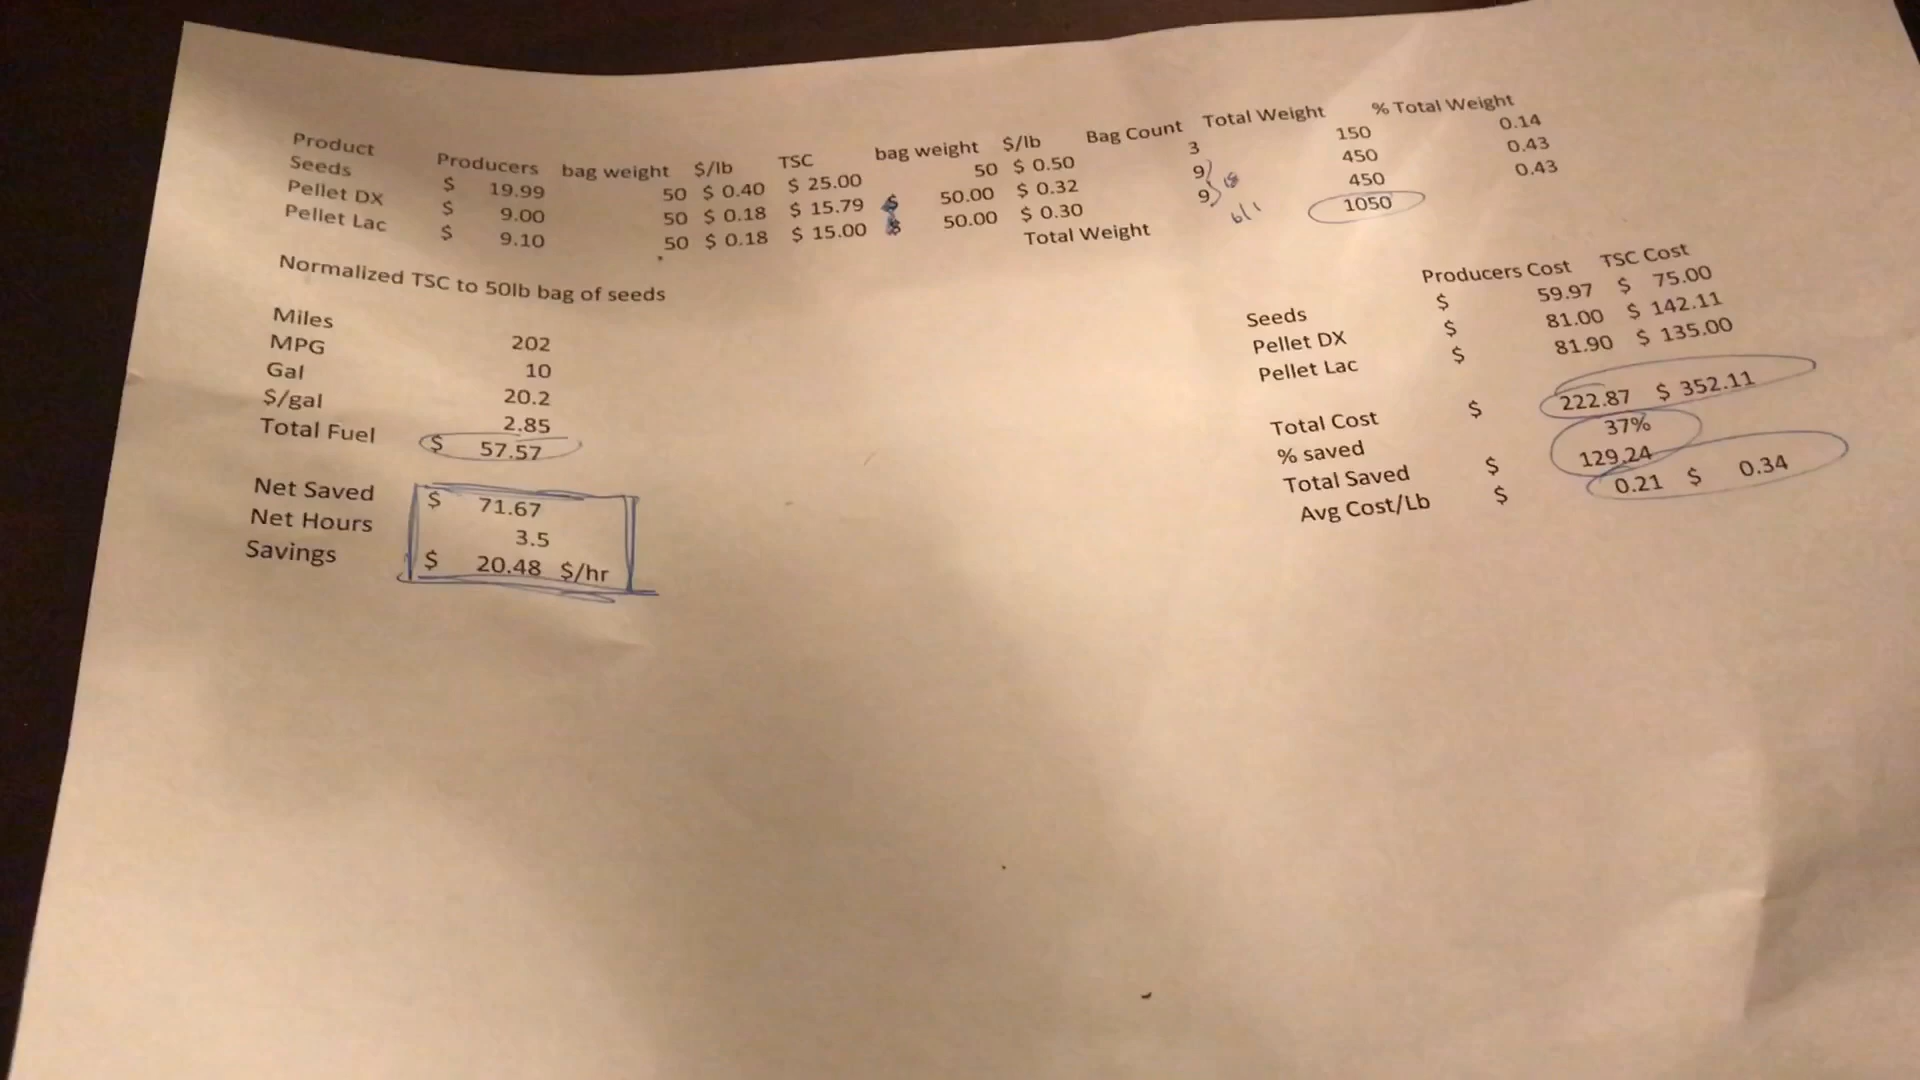 Product Producers bag weight $/lb TSC bag weight $/lb Bag Count Total Weight % Total Weight
Seeds $ 19.99 50 $ 0.40 $ 25.00 50 $ 0.50 3 150 0.14
Pellet DX $ 9.00 50 $ 0.18 $ 15.79 $ 50.00 $ 0.32 9 450 0.43
Pellet Lac $ 9.10 50 $ 0.18 $ 15.00 $ 50.00 $ 0.30 9 450 0.43
Total Weight 1050
Normalized TSC to 50lb bag of seeds
Miles 202
MPG 10
Gal 20.2
$/gal 2.85
Total Fuel $ 57.57
Net Saved $ 71.67
Net Hours 3.5
Savings $ 20.48 $/hr
Producers Cost TSC Cost
Seeds $ 59.97 $ 75.00
Pellet DX $ 81.00 $ 142.11
Pellet Lac $ 81.90 $ 135.00
Total Cost $ 222.87 $ 352.11
% saved 37%
Total Saved $ 129.24
Avg Cost/Lb $ 0.21 $ 0.34